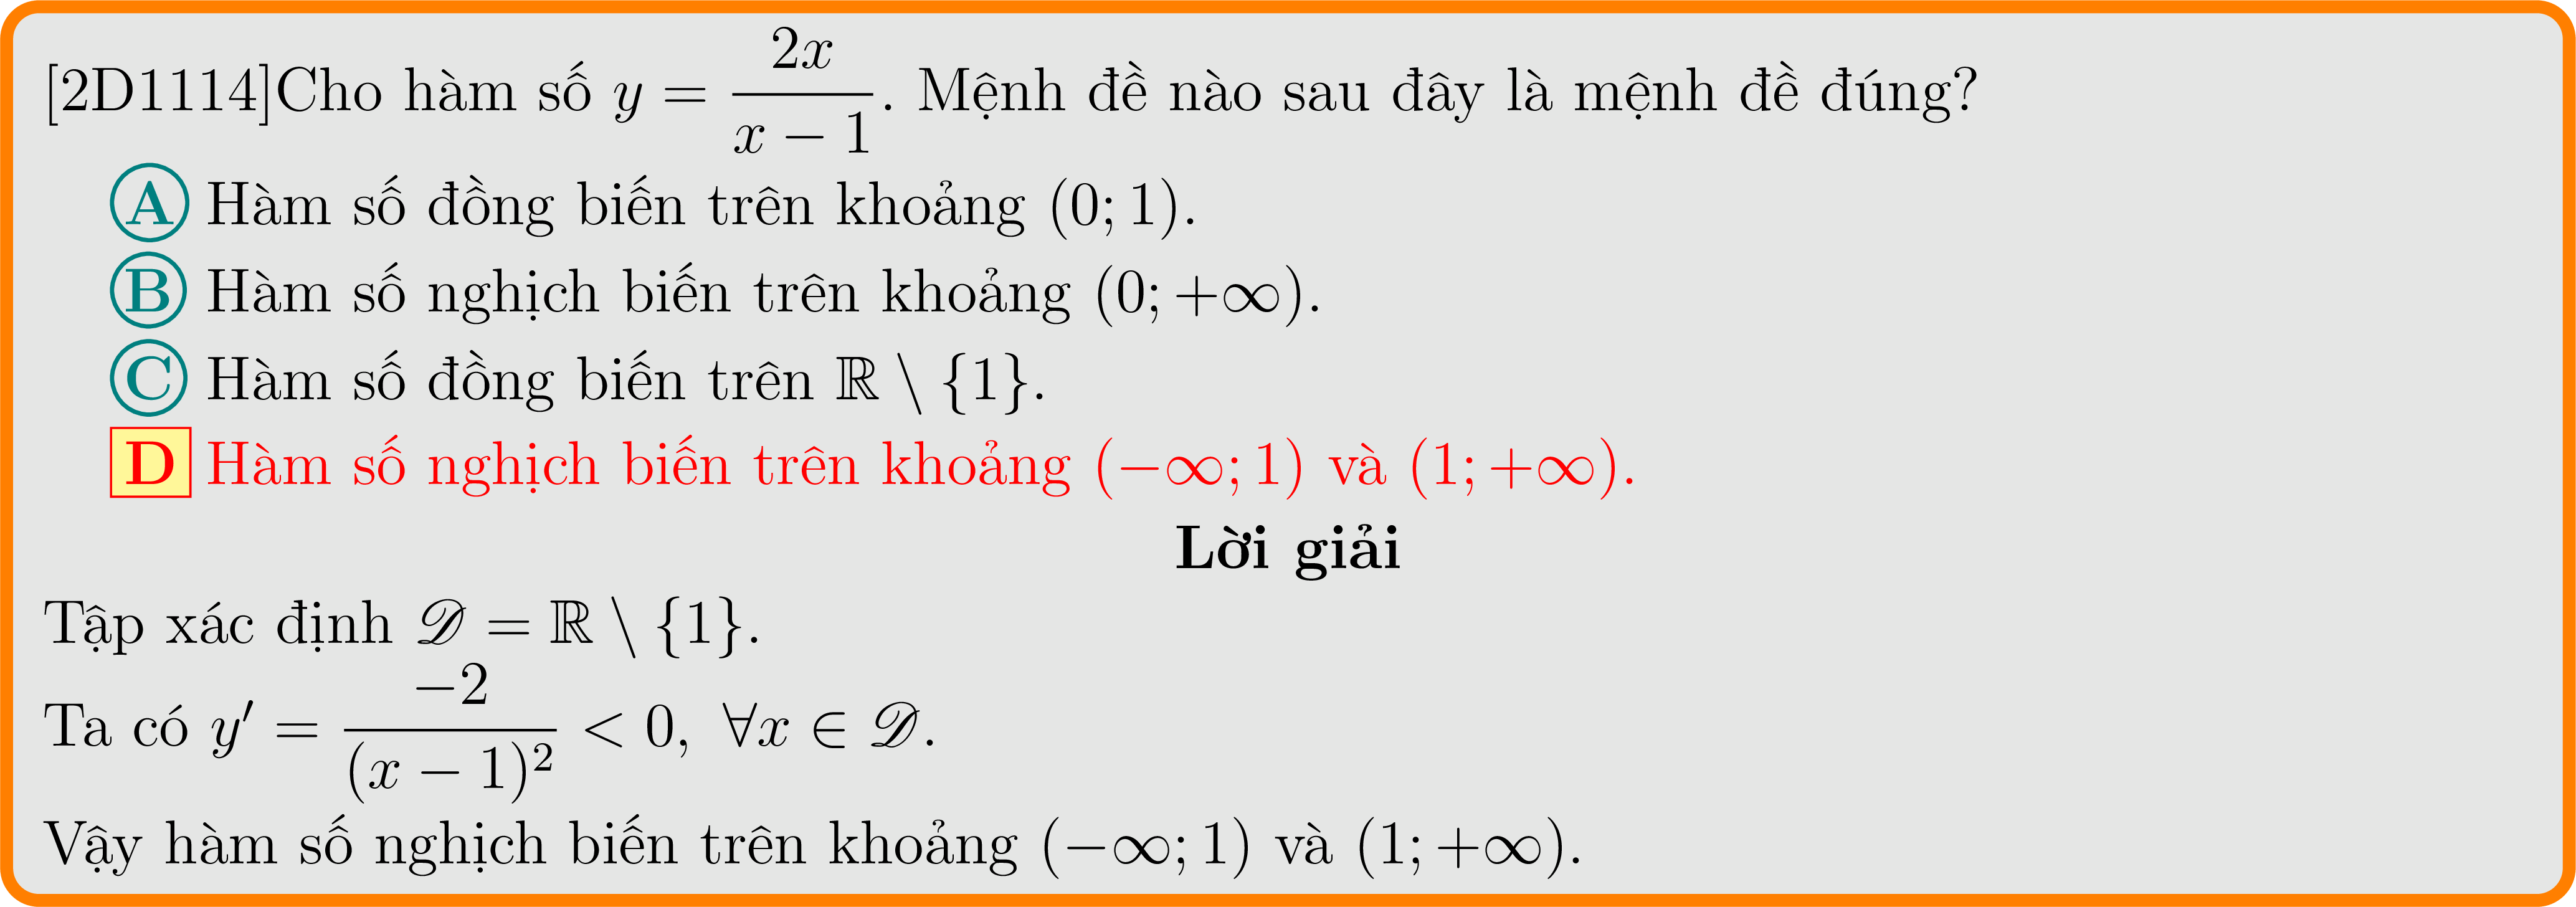 [2D1114]Cho hàm số $y = \dfrac{2x}{x-1}$. Mệnh đề nào sau đây là mệnh đề đúng?
A Hàm số đồng biến trên khoảng $(0; 1)$.
B Hàm số nghịch biến trên khoảng $(0; +\infty)$.
C Hàm số đồng biến trên $\mathbb{R} \setminus \{1\}$.
D Hàm số nghịch biến trên khoảng $(-\infty; 1)$ và $(1; +\infty)$.
Lời giải
Tập xác định $\mathscr{D} = \mathbb{R} \setminus \{1\}$.
Ta có $y' = \dfrac{-2}{(x-1)^2} < 0, \ \forall x \in \mathscr{D}$.
Vậy hàm số nghịch biến trên khoảng $(-\infty; 1)$ và $(1; +\infty)$.